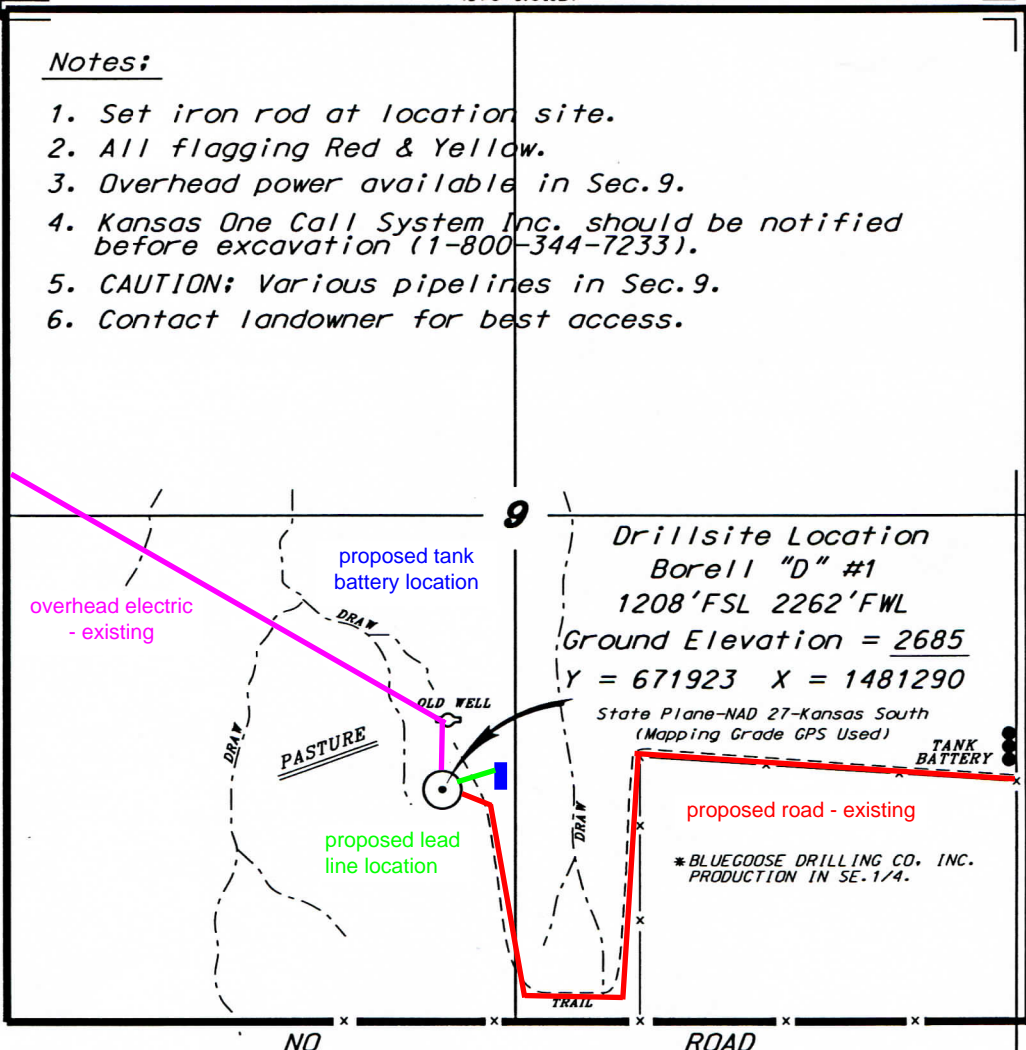 Notes:
1. Set iron rod at location site.
2. All flagging Red & Yellow.
3. Overhead power available in Sec.9.
4. Kansas One Call System Inc. should be notified
before excavation (1-800-344-7233).
5. CAUTION: Various pipelines in Sec.9.
6. Contact landowner for best access.
9
Drillsite Location
Borell "D" #1
1208'FSL 2262'FWL
Ground Elevation = 2685
Y = 671923 X = 1481290
State Plane-NAD 27-Kansas South
(Mapping Grade GPS Used)
TANK
BATTERY
proposed tank
battery location
overhead electric
- existing
DRAW
OLD WELL
DRAW
PASTURE
proposed lead
line location
DRAW
proposed road - existing
* BLUEGOOSE DRILLING CO. INC.
PRODUCTION IN SE.1/4.
TRAIL
NO ROAD